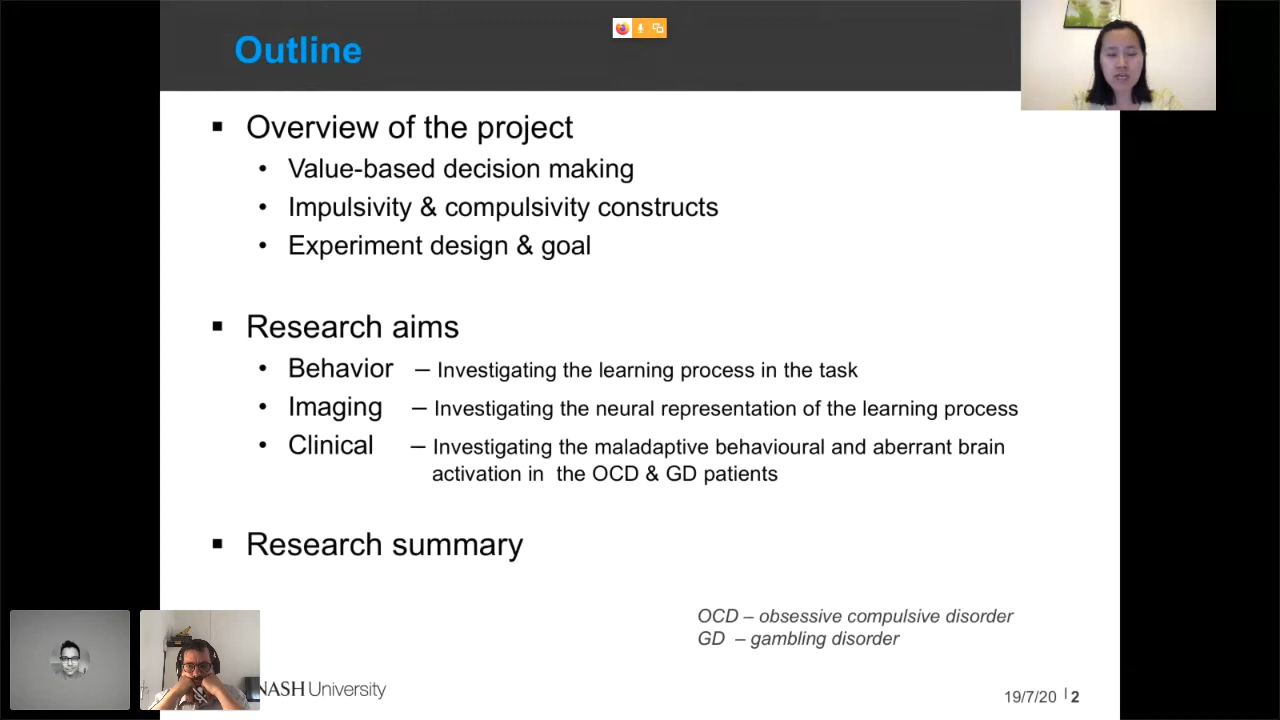 Outline
▪ Overview of the project
• Value-based decision making
• Impulsivity & compulsivity constructs
• Experiment design & goal
▪ Research aims
• Behavior – Investigating the learning process in the task
• Imaging – Investigating the neural representation of the learning process
• Clinical – Investigating the maladaptive behavioural and aberrant brain
activation in the OCD & GD patients
▪ Research summary
OCD – obsessive compulsive disorder
GD – gambling disorder
NASH University
19/7/20 | 2